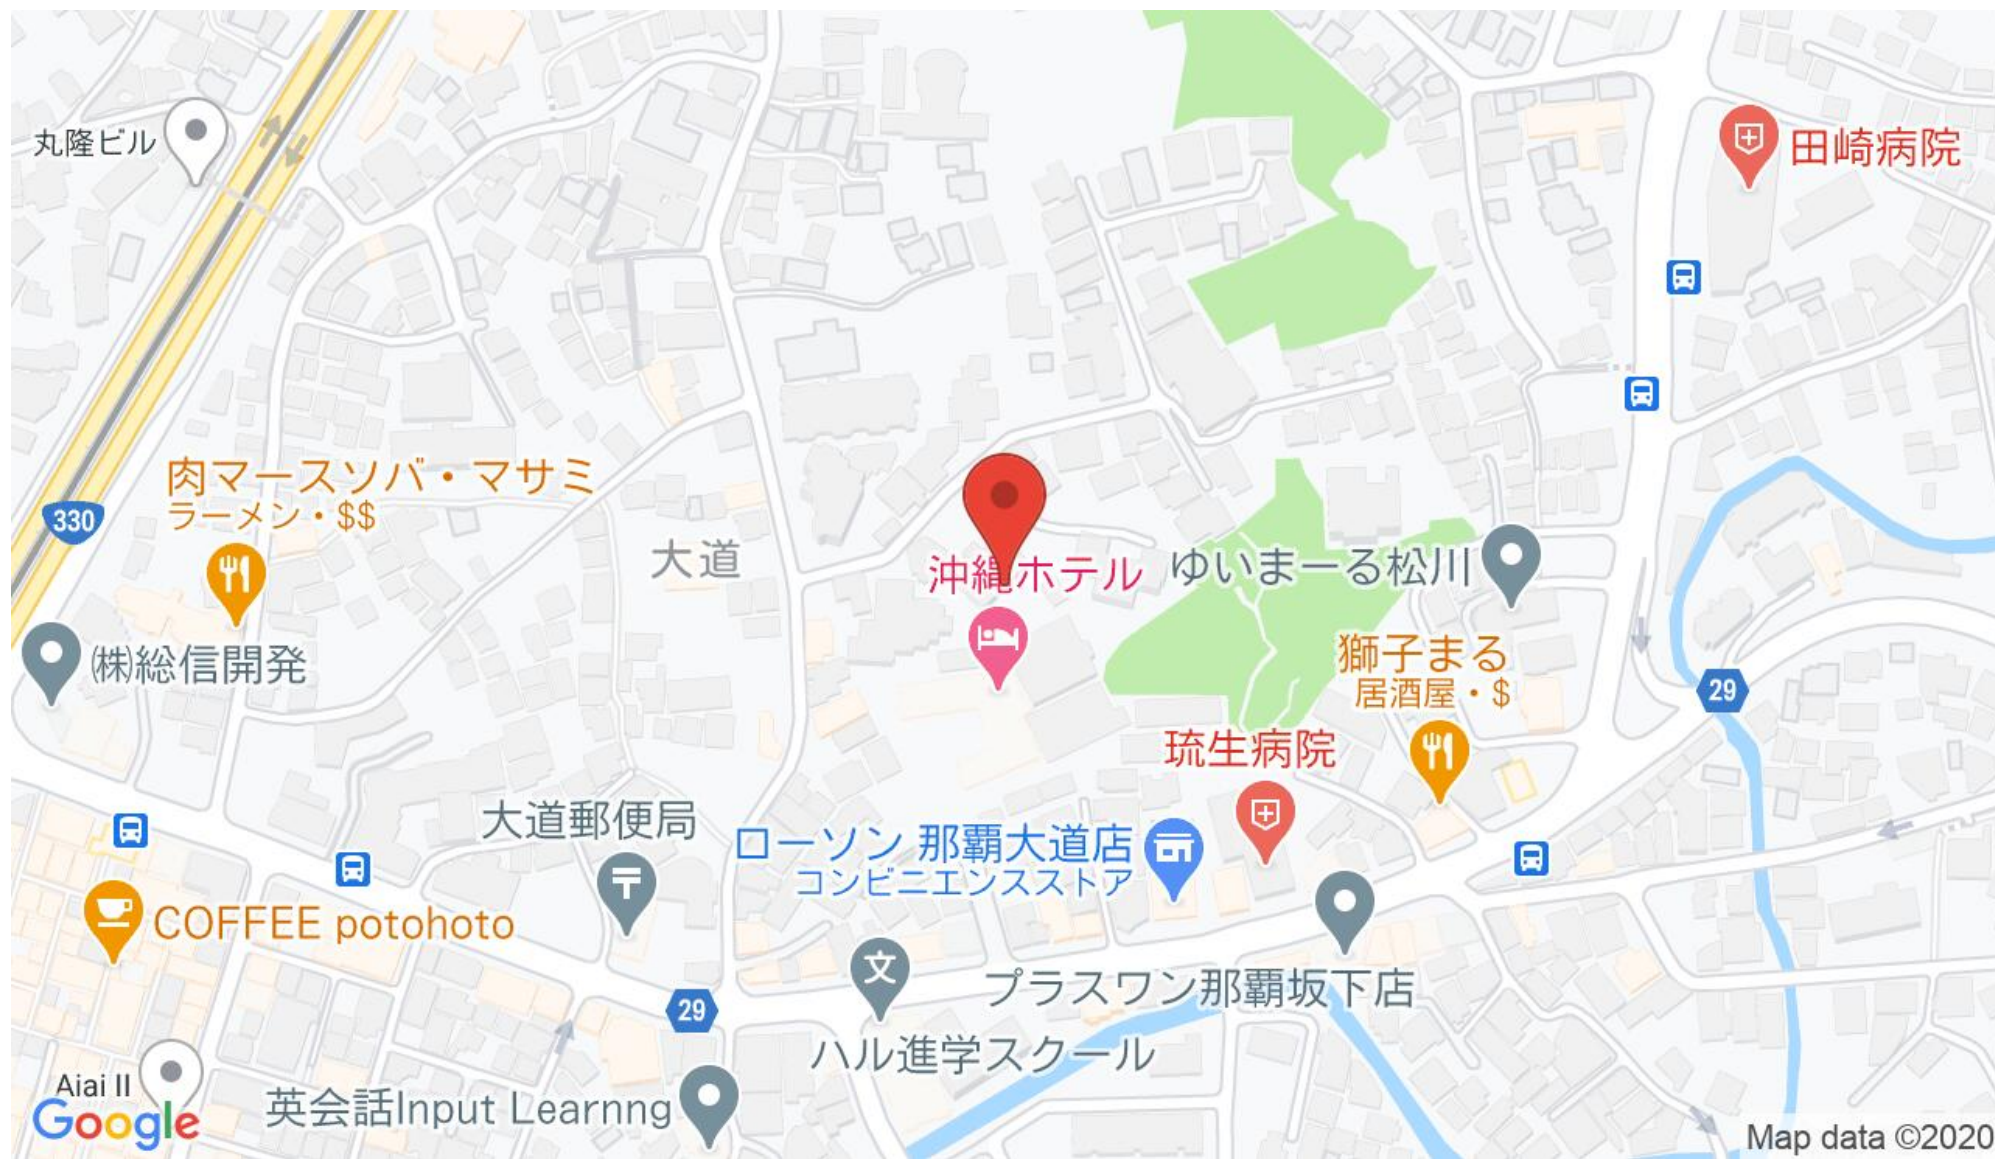 丸隆ビル
田崎病院
肉マースソバ・マサミ
ラーメン・$$
330
大道
沖縄ホテル
ゆいまーる松川
㈱総信開発
獅子まる
居酒屋・$
29
琉生病院
大道郵便局
ローソン 那覇大道店
コンビニエンスストア
COFFEE potohoto
文
プラスワン那覇坂下店
29
ハル進学スクール
Aiai II
英会話Input Learnng
Google
Map data ©2020